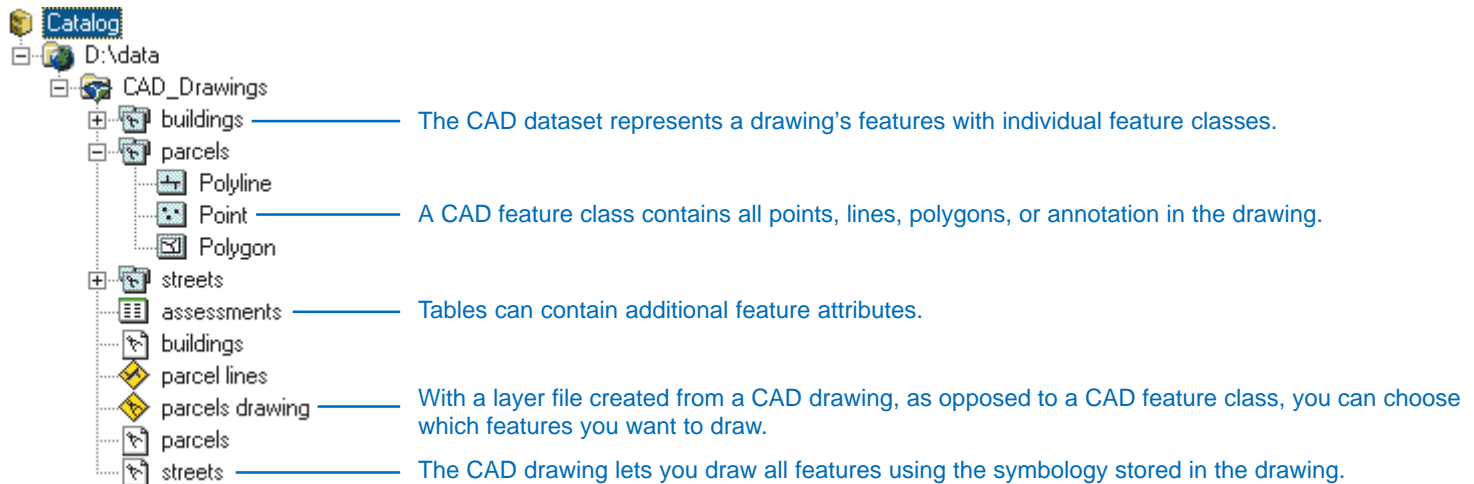 Catalog
D:\data
CAD_Drawings
buildings
The CAD dataset represents a drawing's features with individual feature classes.
parcels
Polyline
Point
A CAD feature class contains all points, lines, polygons, or annotation in the drawing.
Polygon
streets
assessments
Tables can contain additional feature attributes.
buildings
parcel lines
parcels drawing
With a layer file created from a CAD drawing, as opposed to a CAD feature class, you can choose
which features you want to draw.
parcels
streets
The CAD drawing lets you draw all features using the symbology stored in the drawing.